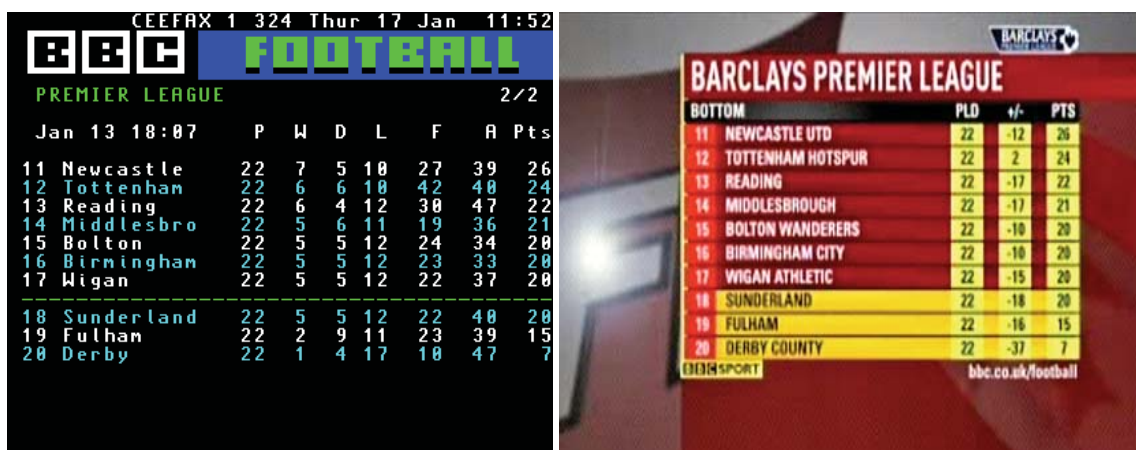 CEEFAX 1 324 Thur 17 Jan 11:52
BBC FOOTBALL
PREMIER LEAGUE 2/2
Jan 13 18:07 P W D L F A Pts
11 Newcastle 22 7 5 10 27 39 26
12 Tottenham 22 6 6 10 42 40 24
13 Reading 22 6 4 12 30 47 22
14 Middlesbro 22 5 6 11 19 36 21
15 Bolton 22 5 5 12 24 34 20
16 Birmingham 22 5 5 12 23 33 20
17 Wigan 22 5 5 12 22 37 20
18 Sunderland 22 5 5 12 22 40 20
19 Fulham 22 2 9 11 23 39 15
20 Derby 22 1 4 17 10 47 7
BARCLAYS
PREMIER LEAGUE
BARCLAYS PREMIER LEAGUE
BOTTOM PLD +/- PTS
11 NEWCASTLE UTD 22 -12 26
12 TOTTENHAM HOTSPUR 22 2 24
13 READING 22 -17 22
14 MIDDLESBROUGH 22 -17 21
15 BOLTON WANDERERS 22 -10 20
16 BIRMINGHAM CITY 22 -10 20
17 WIGAN ATHLETIC 22 -15 20
18 SUNDERLAND 22 -18 20
19 FULHAM 22 -16 15
20 DERBY COUNTY 22 -37 7
BBC SPORT bbc.co.uk/football